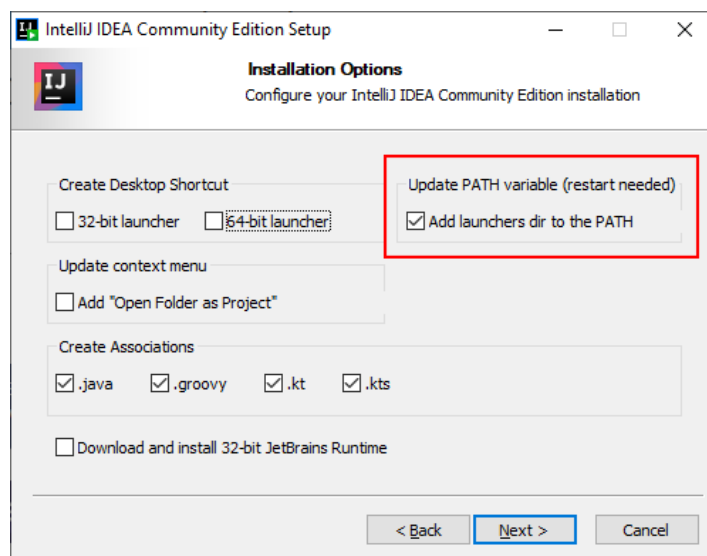 IntelliJ IDEA Community Edition Setup
IJ
Installation Options
Configure your IntelliJ IDEA Community Edition installation
Create Desktop Shortcut
32-bit launcher
64-bit launcher
Update PATH variable (restart needed)
Add launchers dir to the PATH
Update context menu
Add "Open Folder as Project"
Create Associations
.java .groovy .kt .kts
Download and install 32-bit JetBrains Runtime
< Back Next > Cancel